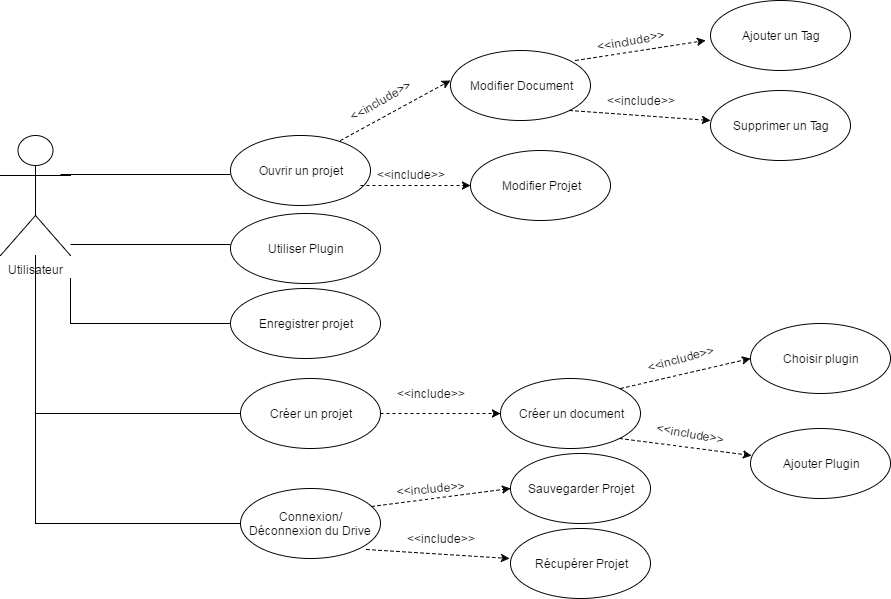 Ajouter un Tag
<<include>>
Modifier Document
<<include>>
<<include>>
Supprimer un Tag
Ouvrir un projet
<<include>>
Modifier Projet
Utiliser Plugin
Utilisateur
Enregistrer projet
Choisir plugin
<<include>>
Créer un projet
<<include>>
Créer un document
<<include>>
Ajouter Plugin
Connexion/
Déconnexion du Drive
<<include>>
Sauvegarder Projet
<<include>>
Récupérer Projet